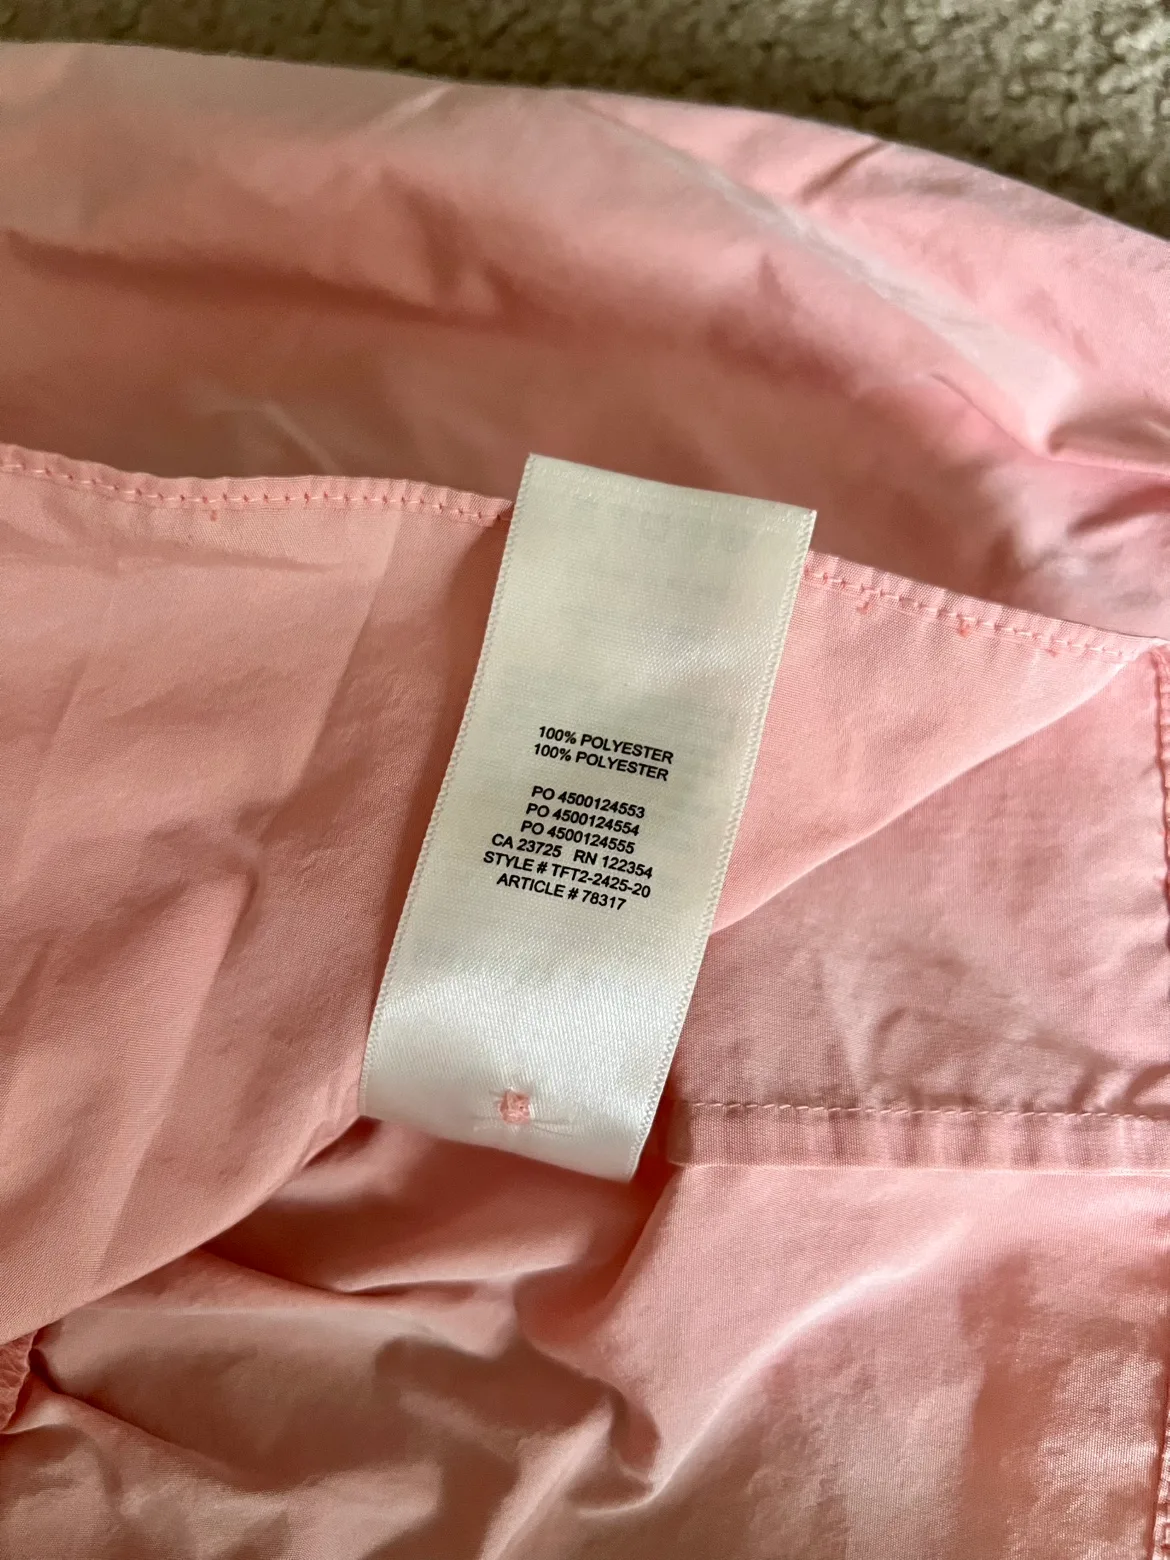 100% POLYESTER
100% POLYESTER
PO 4500124553
PO 4500124554
PO 4500124555
CA 23725 RN 122354
STYLE # TFT2-2425-20
ARTICLE # 78317